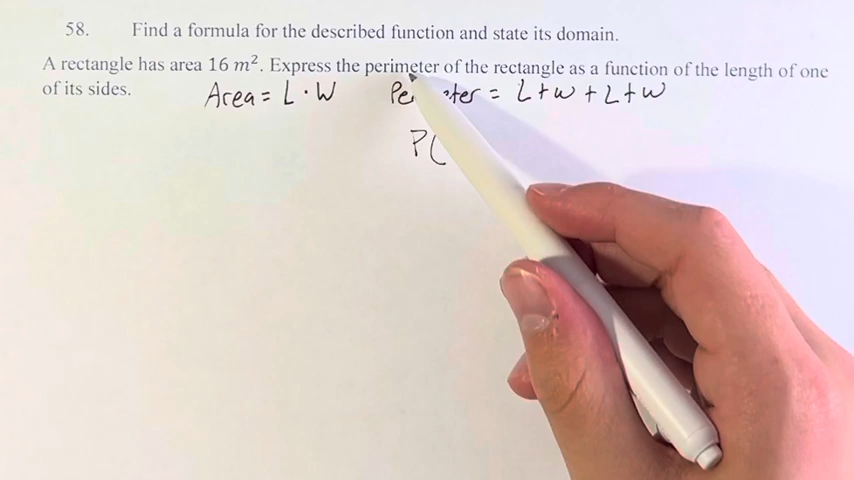 58. Find a formula for the described function and state its domain.
A rectangle has area 16 m². Express the perimeter of the rectangle as a function of the length of one
of its sides.
Area = L · W = L + w + L + w
P(